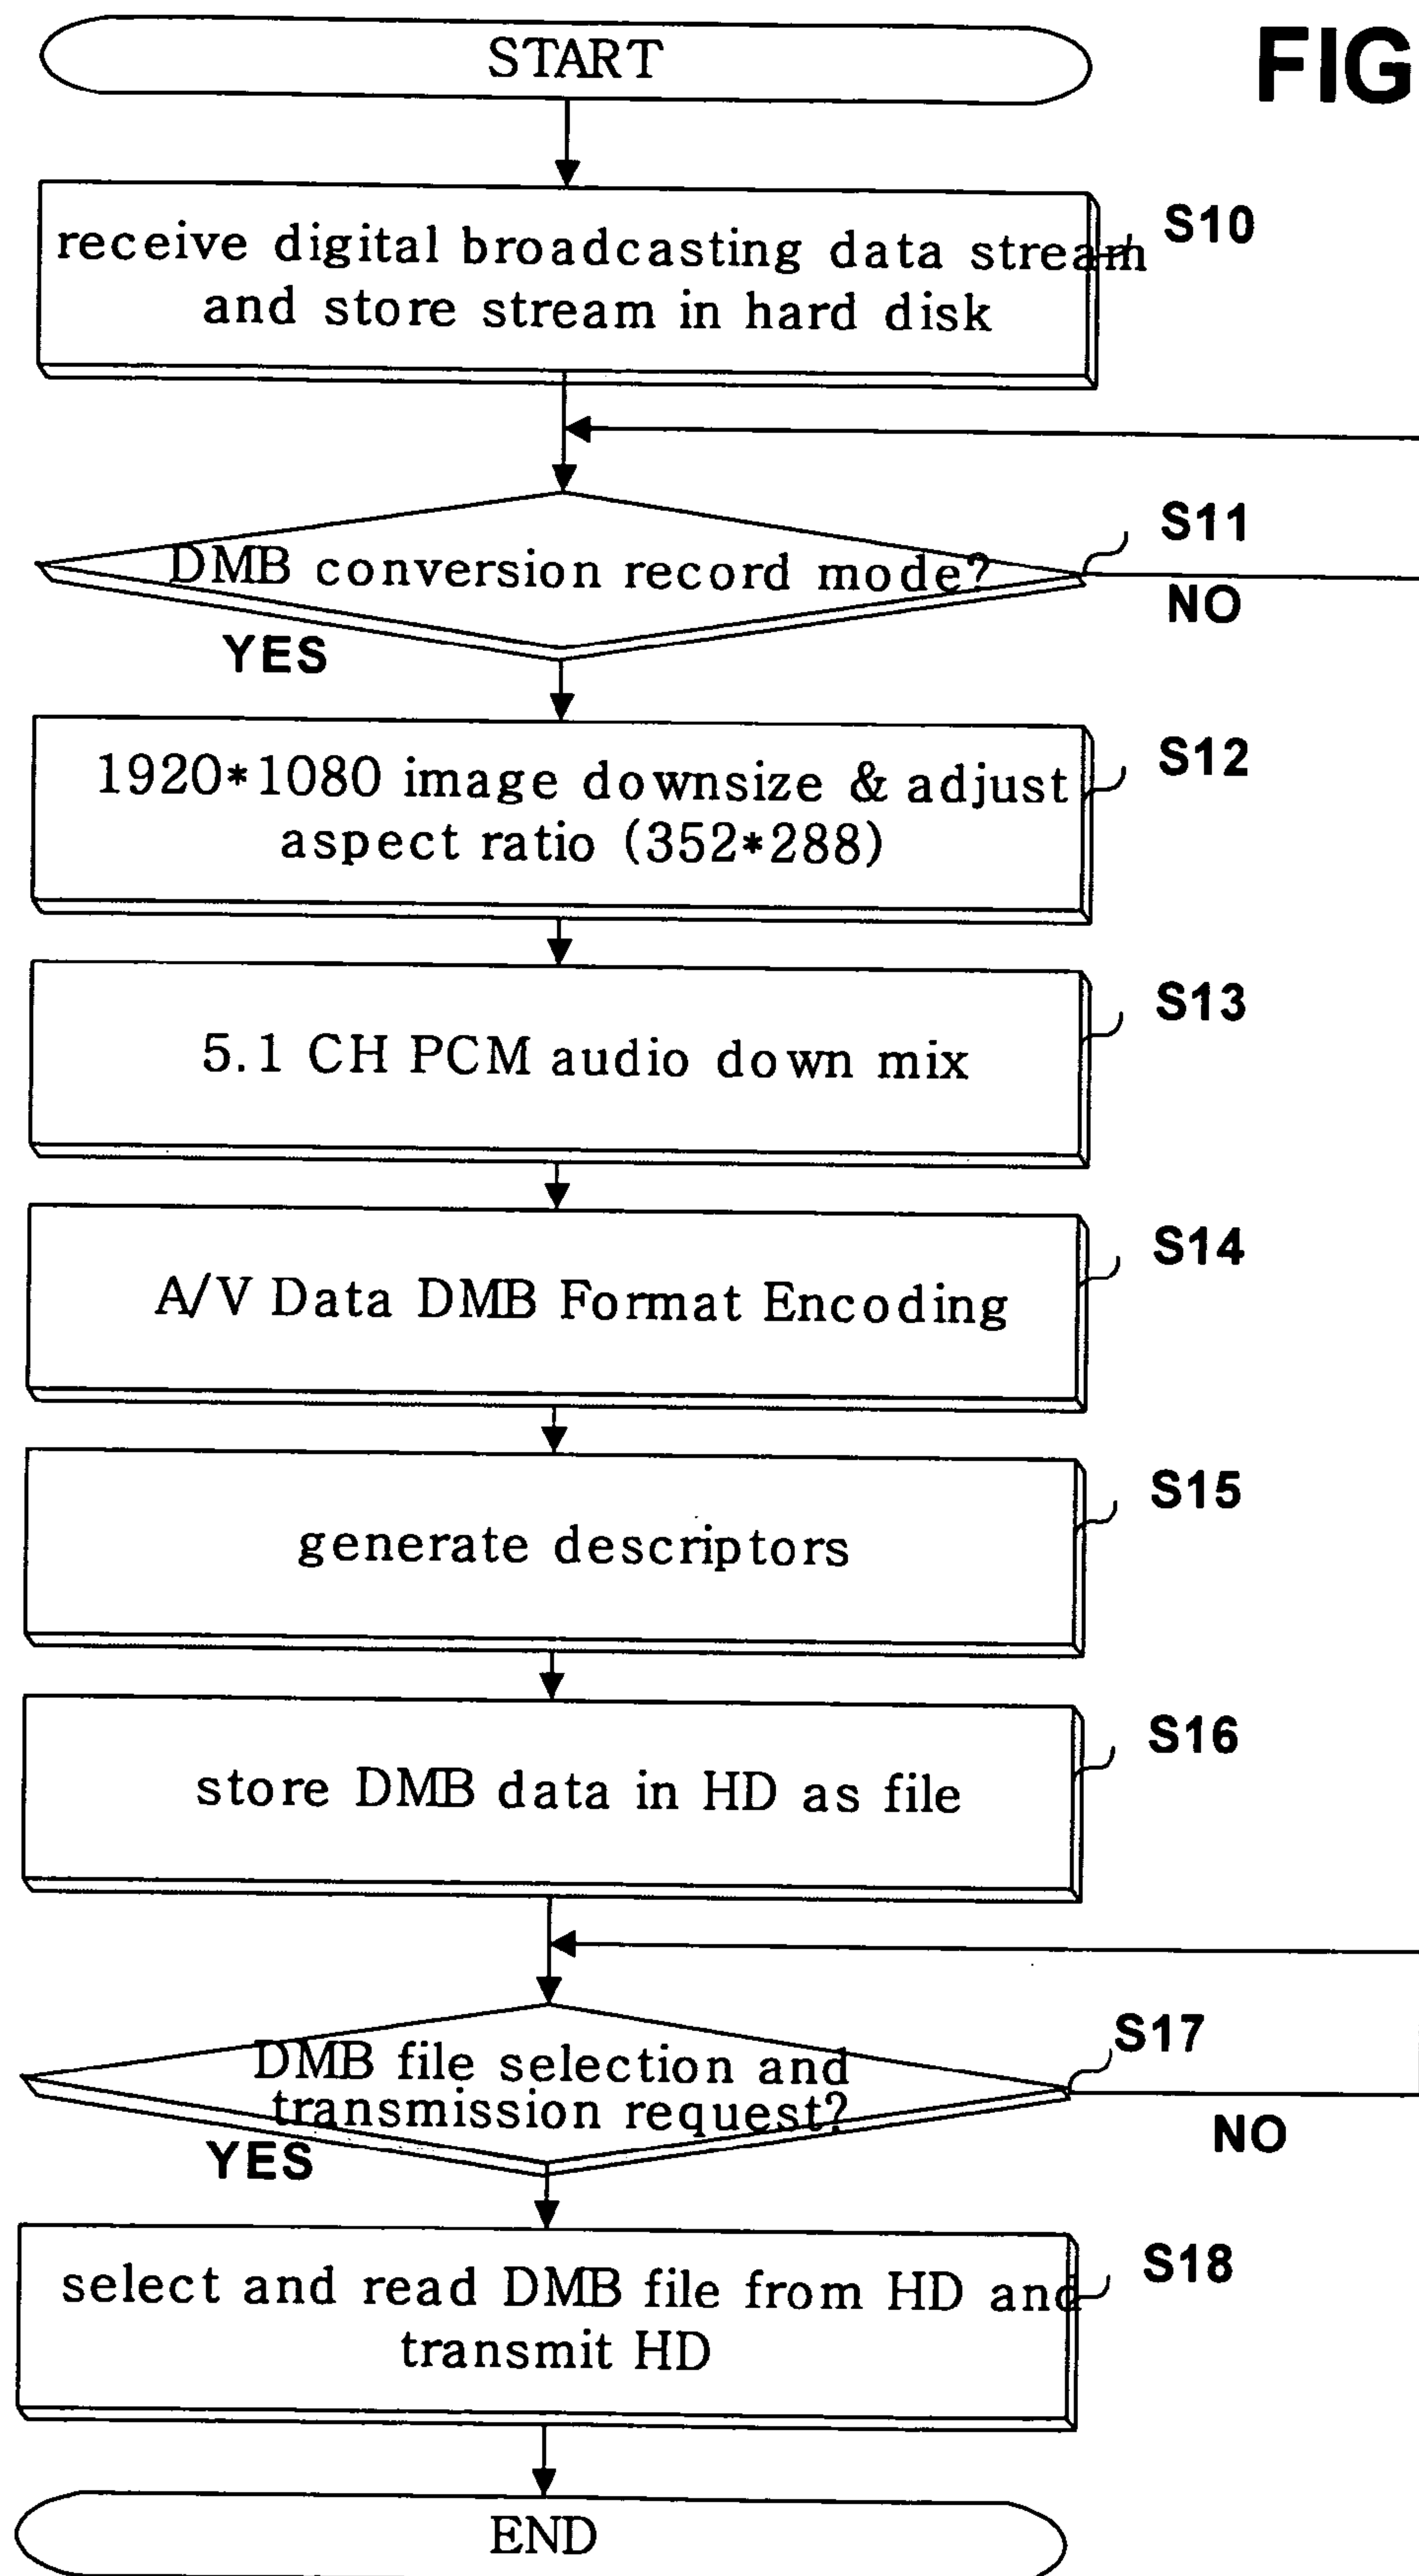 START
FIG
receive digital broadcasting data stream
and store stream in hard disk
S10
DMB conversion record mode?
S11
NO
YES
1920*1080 image downsize & adjust
aspect ratio (352*288)
S12
5.1 CH PCM audio down mix
S13
A/V Data DMB Format Encoding
S14
generate descriptors
S15
store DMB data in HD as file
S16
DMB file selection and
transmission request?
S17
NO
YES
select and read DMB file from HD and
transmit HD
S18
END